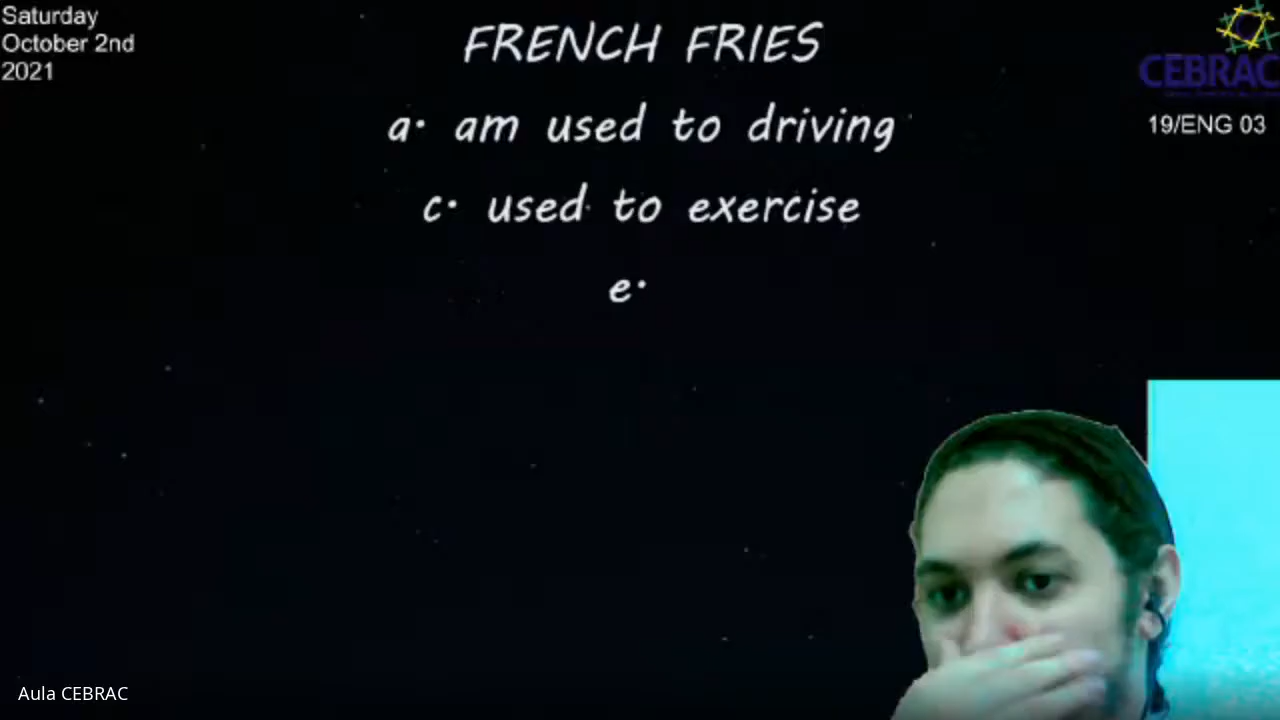 Saturday
October 2nd
2021
FRENCH FRIES
a. am used to driving
c. used to exercise
e.
CEBRAC
19/ENG 03
Aula CEBRAC